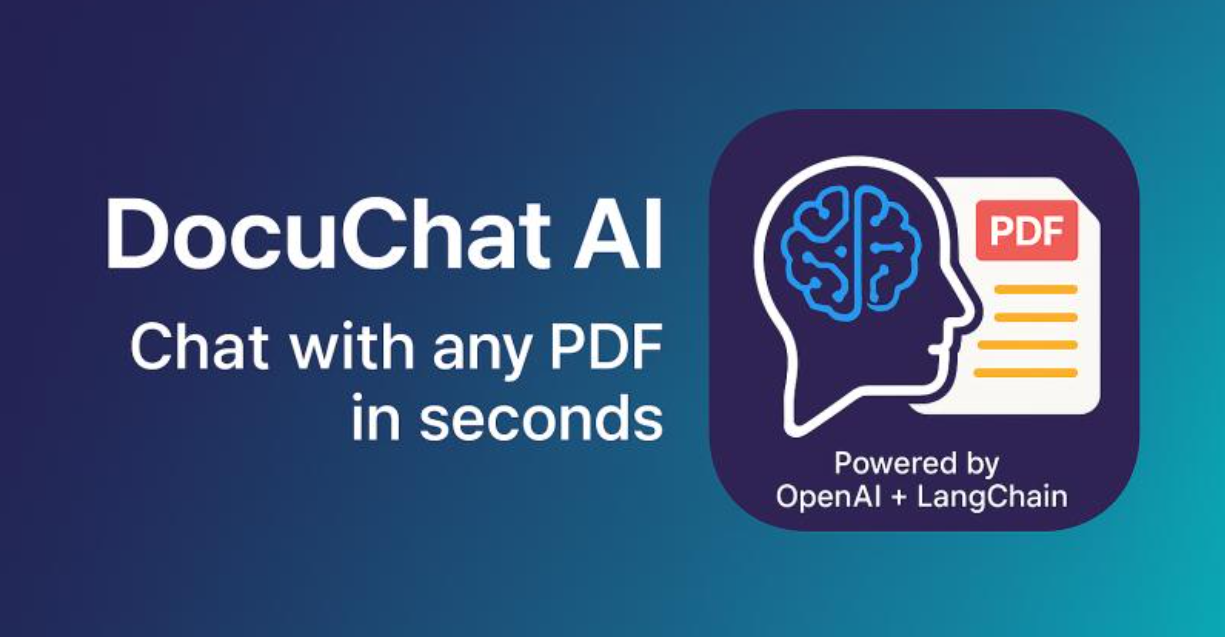 DocuChat AI
Chat with any PDF
in seconds
PDF
Powered by
OpenAI + LangChain